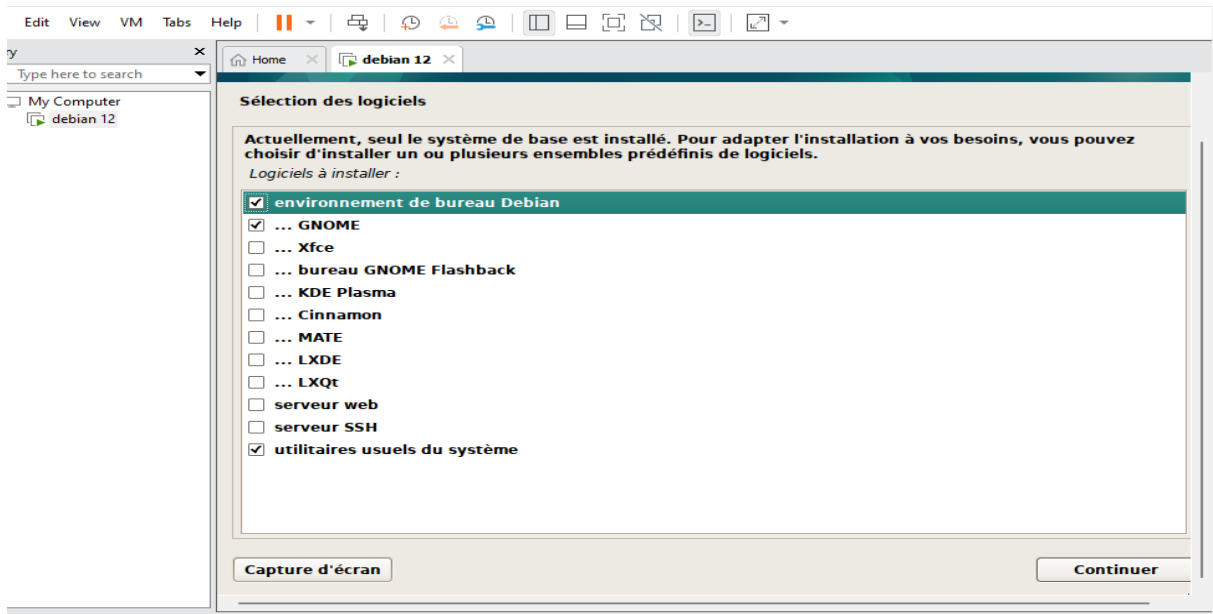 Edit View VM Tabs Help
ry
Home
debian 12
Type here to search
My Computer
debian 12
Sélection des logiciels
Actuellement, seul le système de base est installé. Pour adapter l'installation à vos besoins, vous pouvez
choisir d'installer un ou plusieurs ensembles prédéfinis de logiciels.
Logiciels à installer :
environnement de bureau Debian
... GNOME
... Xfce
... bureau GNOME Flashback
... KDE Plasma
... Cinnamon
... MATE
... LXDE
... LXQt
serveur web
serveur SSH
utilitaires usuels du système
Capture d'écran
Continuer